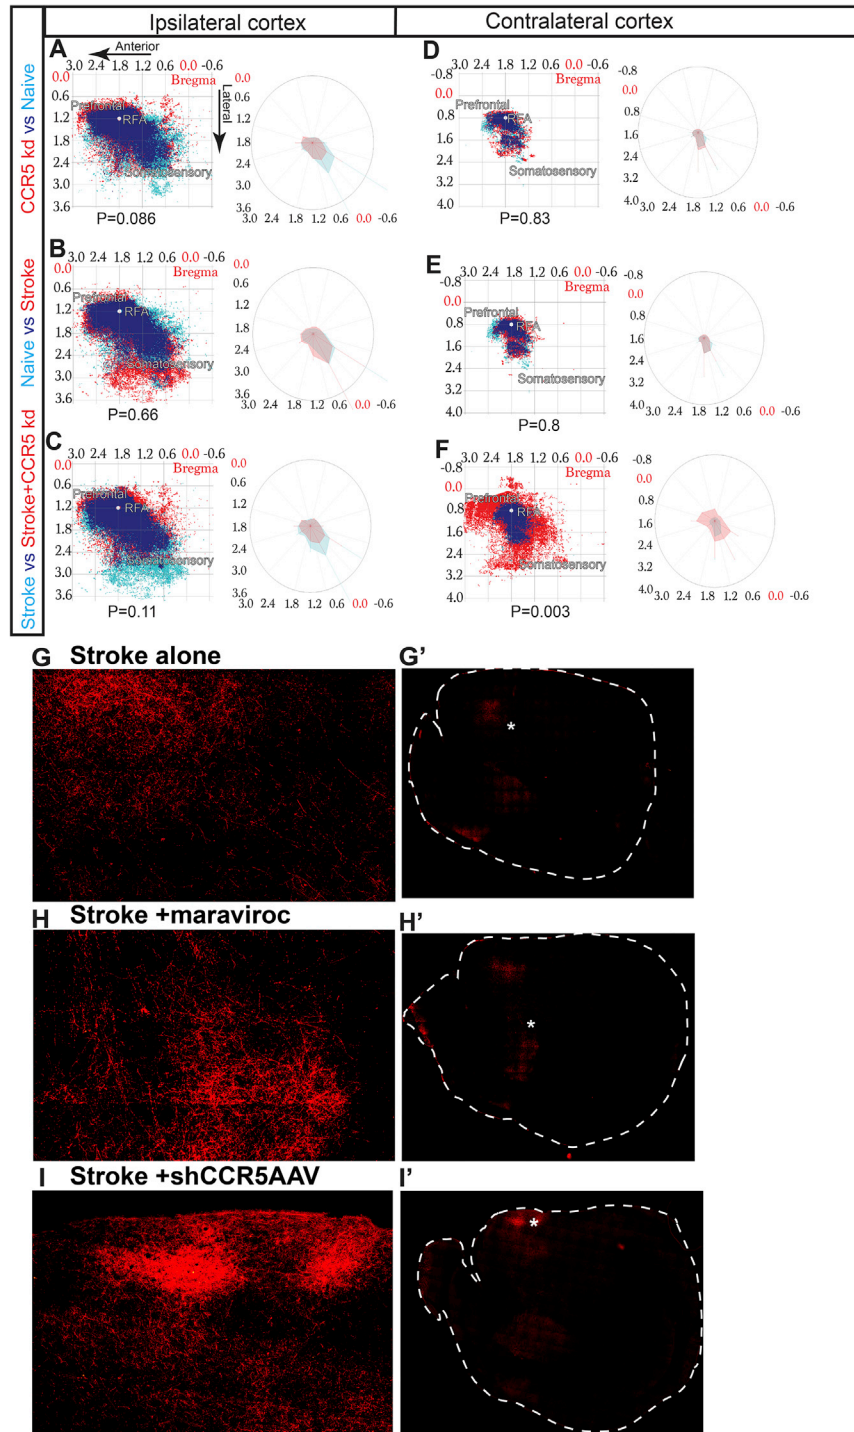 Ipsilateral cortex
Contralateral cortex
CCR5 kd vs Naive
A
Anterior
3.0 2.4 1.8 1.2 0.6 0.0 -0.6
Bregma
Lateral
0.0
0.6
1.2
1.8
2.4
3.0
3.6
Prefrontal
RFA
Somatosensory
P=0.086
0.0
0.6
1.2
1.8
2.4
3.0
3.6
3.0 2.4 1.8 1.2 0.6 0.0 -0.6
D
3.0 2.4 1.8 1.2 0.6 0.0 -0.6
Bregma
-0.8
0.0
0.8
1.6
2.4
3.2
4.0
Prefrontal
RFA
Somatosensory
P=0.83
-0.8
0.0
0.8
1.6
2.4
3.2
4.0
3.0 2.4 1.8 1.2 0.6 0.0 -0.6
Naive vs Stroke
B
3.0 2.4 1.8 1.2 0.6 0.0 -0.6
Bregma
0.0
0.6
1.2
1.8
2.4
3.0
3.6
Prefrontal
RFA
Somatosensory
P=0.66
0.0
0.6
1.2
1.8
2.4
3.0
3.6
3.0 2.4 1.8 1.2 0.6 0.0 -0.6
E
3.0 2.4 1.8 1.2 0.6 0.0 -0.6
Bregma
-0.8
0.0
0.8
1.6
2.4
3.2
4.0
Prefrontal
RFA
Somatosensory
P=0.8
-0.8
0.0
0.8
1.6
2.4
3.2
4.0
3.0 2.4 1.8 1.2 0.6 0.0 -0.6
Stroke vs Stroke+CCR5 kd
C
3.0 2.4 1.8 1.2 0.6 0.0 -0.6
Bregma
0.0
0.6
1.2
1.8
2.4
3.0
3.6
Prefrontal
RFA
Somatosensory
P=0.11
0.0
0.6
1.2
1.8
2.4
3.0
3.6
3.0 2.4 1.8 1.2 0.6 0.0 -0.6
F
3.0 2.4 1.8 1.2 0.6 0.0 -0.6
Bregma
-0.8
0.0
0.8
1.6
2.4
3.2
4.0
Prefrontal
RFA
Somatosensory
P=0.003
-0.8
0.0
0.8
1.6
2.4
3.2
4.0
3.0 2.4 1.8 1.2 0.6 0.0 -0.6
G Stroke alone
G'
*
H Stroke +maraviroc
H'
*
I Stroke +shCCR5AAV
I'
*